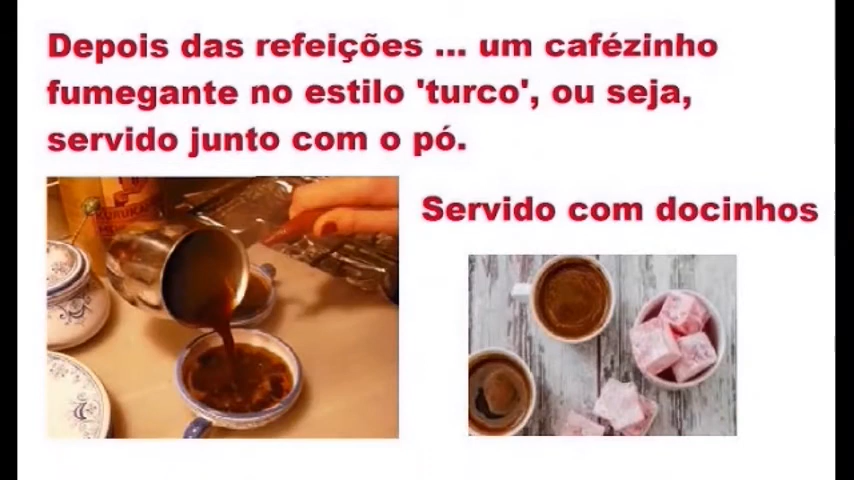 Depois das refeições ... um cafézinho
fumegante no estilo 'turco', ou seja,
servido junto com o pó.
Servido com docinhos